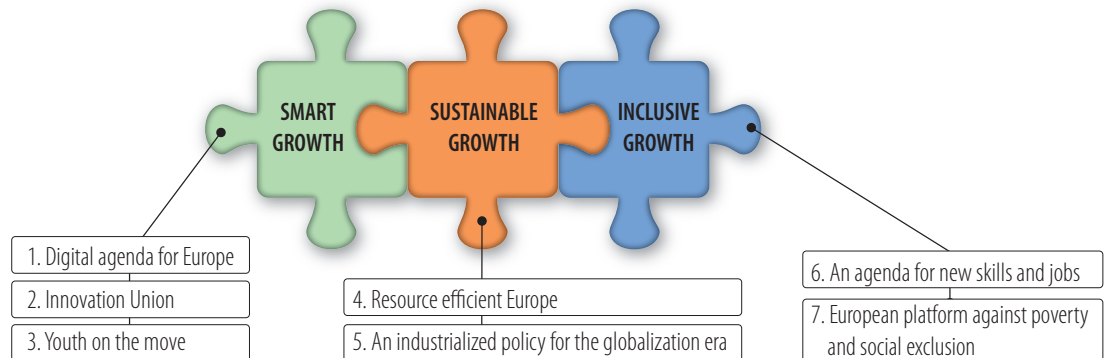 SMART
GROWTH
SUSTAINABLE
GROWTH
INCLUSIVE
GROWTH
1. Digital agenda for Europe
2. Innovation Union
3. Youth on the move
4. Resource efficient Europe
5. An industrialized policy for the globalization era
6. An agenda for new skills and jobs
7. European platform against poverty
and social exclusion